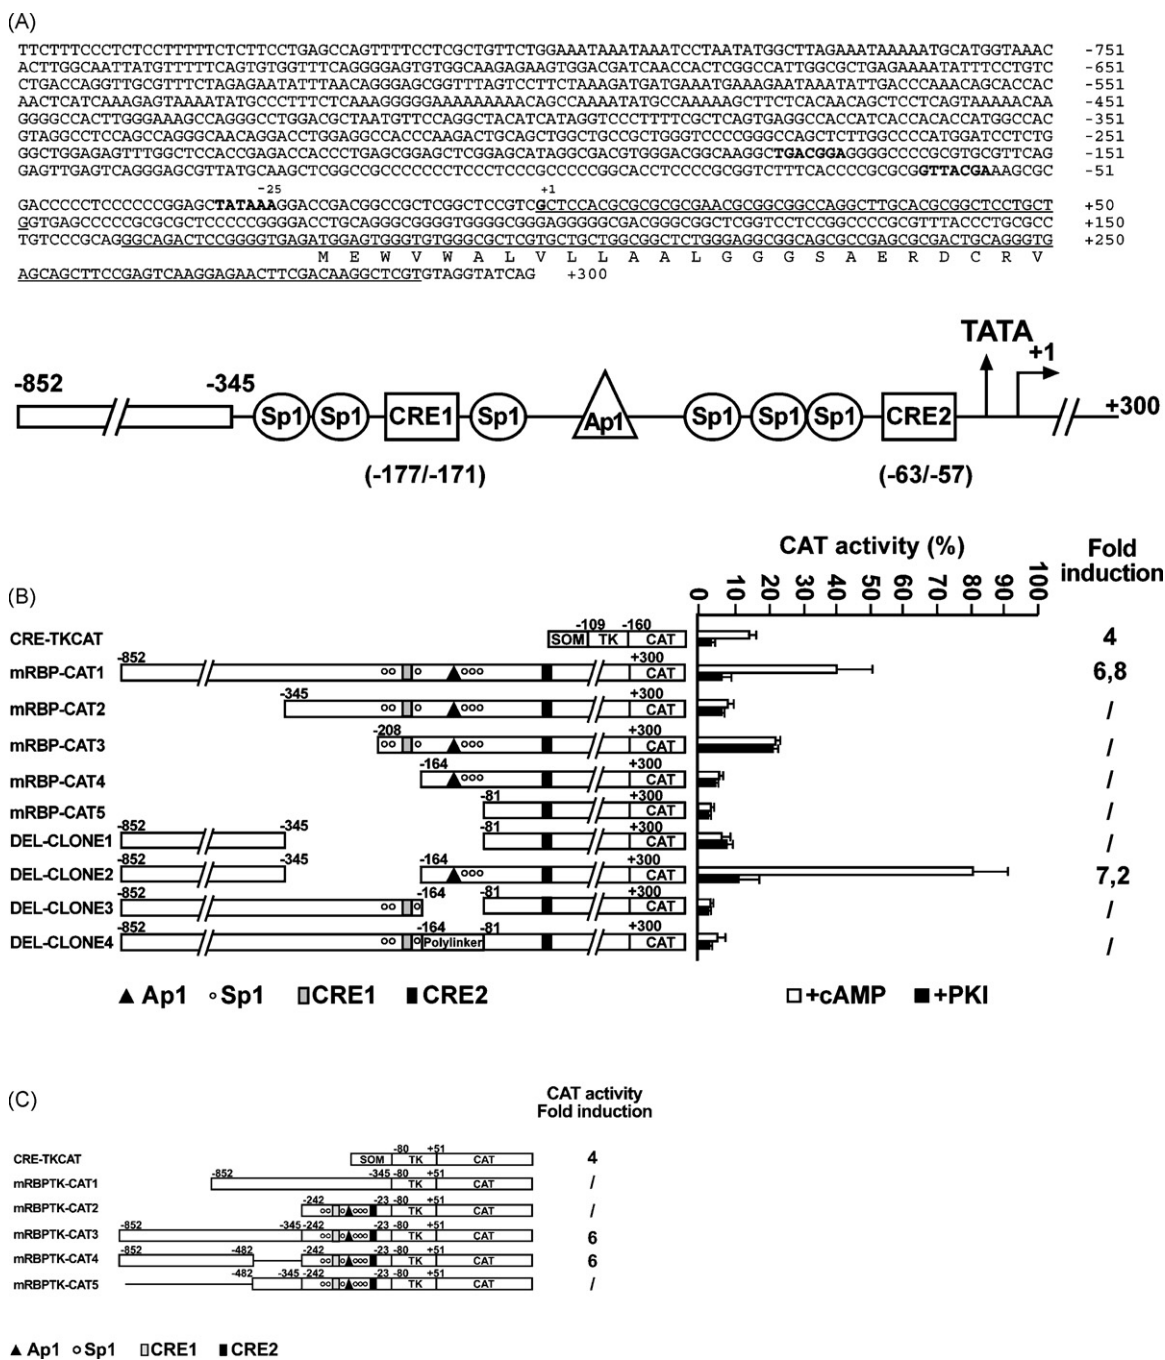 (A)
TTCTTTCCCTCTCCTTTTTCTCTTCCTGAGCCAGTTTTCCTCGCTGTTCTGGAAATAAATAAATCCTAATATGGCTTAGAAATAAAAATGCATGGTAAAC -751
ACTTGGCAATTATGTTTTTCAGTGTGGTTTCAGGGGAGTGTGGCAAGAGAAGTGGACGATCAACCACTCGGCCATTGGCGCTGAGAAAATATTTCCTGTC -651
CTGACCAGGTTGCGTTTCTAGAGAATATTTAACAGGGAGCGGTTTAGTCCTTCTAAAGATGATGAAATGAAAGAATAAATATTGACCCAAACAGCACCAC -551
AACTCATCAAAGAGTAAAATATGCCCTTTCTCAAAGGGGGAAAAAAAAACAGCCAAAATATGCCAAAAAGCTTCTCACAACAGCTCCTCAGTAAAAACAA -451
GGGGCCACTTGGGAAAGCCAGGGCCTGGACGCTAATGTTCCAGGCTACATCATAGGTCCCTTTTCGCTCAGTGAGGCCACCATCACCACACCATGGCCAC -351
GTAGGCCTCCAGCCAGGGCAACAGGACCTGGAGGCCACCCAAGACTGCAGCTGGCTGCCGCTGGGTCCCCGGGCCAGCTCTTGGCCCCATGGATCCTCTG -251
GGCTGGAGAGTTTGGCTCCACCGAGACCACCCTGAGCGGAGCTCGGAGCATAGGCGACGTGGGACGGCAAGGCTGACGGAGGGGCCCCGCGTGCGTTCAG -151
GAGTTGAGTCAGGGAGCGTTATGCAAGCTCGGCCGCCCCCCCTCCCTCCCCGCCCCGGCCACCTCCCCCGCGGTCTTTCACCCCGCGCGGTTACGAAAGCGC -51
-25 +1
GACCCCCTCCCCCCGGAGCTATAAAGGACCGACGGCCGCTCGGCTCCGTCGCTCCACGCGCGCGCGAACGCGGCGGCCAGGCTTGCACGCGGCTCCTGCT +50
GGTGAGCCCCCGCGCGCTCCCCCGGGGACCTGCAGGGCGGGGTGGGGCGGGAGGGGGCGACGGGCGGCTCGGTCCTCCGGCCCCGCGTTTACCCTGCGCC +150
TGTCCCGCAGGGCAGACTCCGGGGTGAGATGGAGTGGGTGTGGGCGCTCGTGCTGCTGGCGGCTCTGGGAGGCGGCAGCGCCGAGCGCGACTGCAGGGTG +250
M E W V W A L V L L A A L G G G S A E R D C R V
AGCAGCTTCCGAGTCAAGGAGAACTTCGACAAGGCTCGTGTAGGTATCAG +300
TATA
+1
-852 -345 Sp1 Sp1 CRE1 Sp1 Ap1 Sp1 Sp1 Sp1 CRE2 +300
(-177/-171) (-63/-57)
CAT activity (%) Fold induction
0 10 20 30 40 50 60 70 80 90 100
(B)
-109 -160
CRE-TKCAT SOM TK CAT 4
-852 +300
mRBP-CAT1 CAT 6,8
-345 +300
mRBP-CAT2 CAT /
-208 +300
mRBP-CAT3 CAT /
-164 +300
mRBP-CAT4 CAT /
-81 +300
mRBP-CAT5 CAT /
-852 -345 -81 +300
DEL-CLONE1 CAT /
-852 -345 -164 +300
DEL-CLONE2 CAT 7,2
-852 -164 -81 +300
DEL-CLONE3 CAT /
-852 -164 -81 +300
DEL-CLONE4 Polylinker CAT /
Ap1 Sp1 CRE1 CRE2 +cAMP +PKI
(C)
CAT activity
Fold induction
-80 +51
CRE-TKCAT SOM TK CAT 4
-852 -345 -80 +51
mRBPTK-CAT1 TK CAT /
-242 -23 -80 +51
mRBPTK-CAT2 TK CAT /
-852 -345 -242 -23 -80 +51
mRBPTK-CAT3 TK CAT 6
-852 -482 -242 -23 -80 +51
mRBPTK-CAT4 TK CAT 6
-482 -345 -242 -23 -80 +51
mRBPTK-CAT5 TK CAT /
Ap1 Sp1 CRE1 CRE2